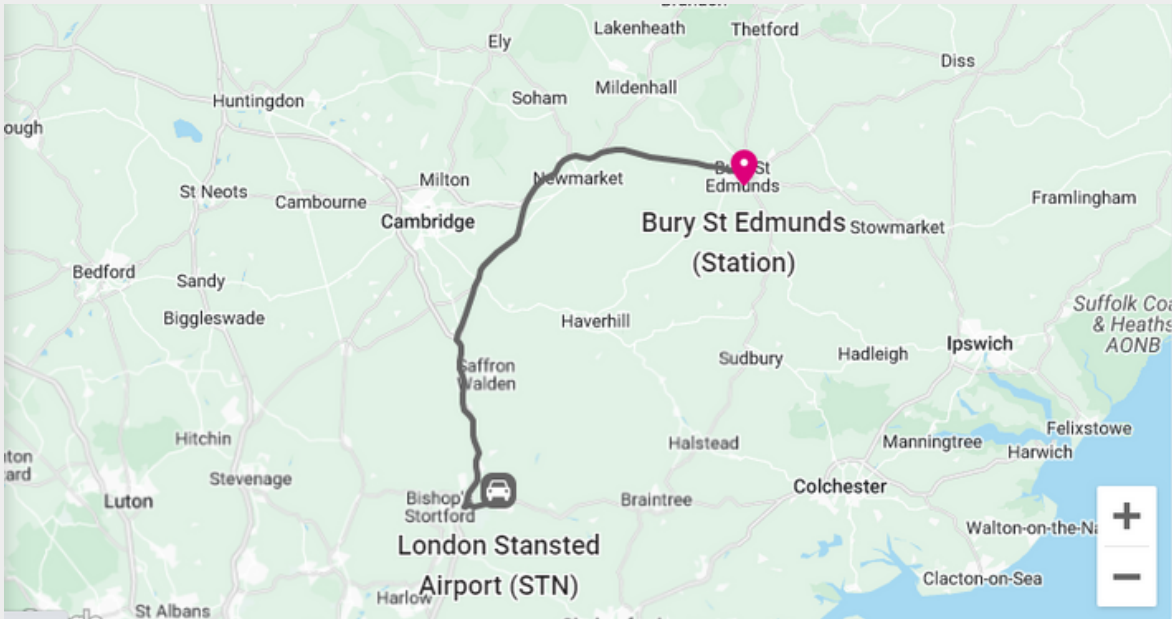 Lakenheath
Thetford
Ely
Diss
Mildenhall
Soham
Huntingdon
ough
Bury St
Edmunds
Newmarket
Milton
St Neots
Cambourne
Framlingham
Cambridge
Bury St Edmunds
(Station)
Stowmarket
Bedford
Sandy
Biggleswade
Haverhill
Suffolk Coa
& Heaths
AONB
Ipswich
Sudbury
Hadleigh
Saffron
Walden
Felixstowe
Hitchin
Halstead
Manningtree
Harwich
nton
ard
Stevenage
Luton
Bishop'
Stortford
Braintree
Colchester
+
Walton-on-the-Na
London Stansted
Airport (STN)
−
Clacton-on-Sea
Harlow
St Albans